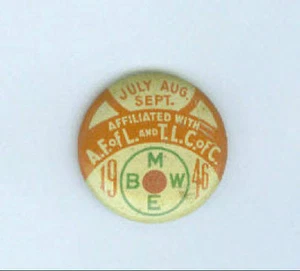 JULY AUG.
SEPT.
AFFILIATED WITH
A.F. of L. AND T.L.C. of C.
19 46
M
B W
E